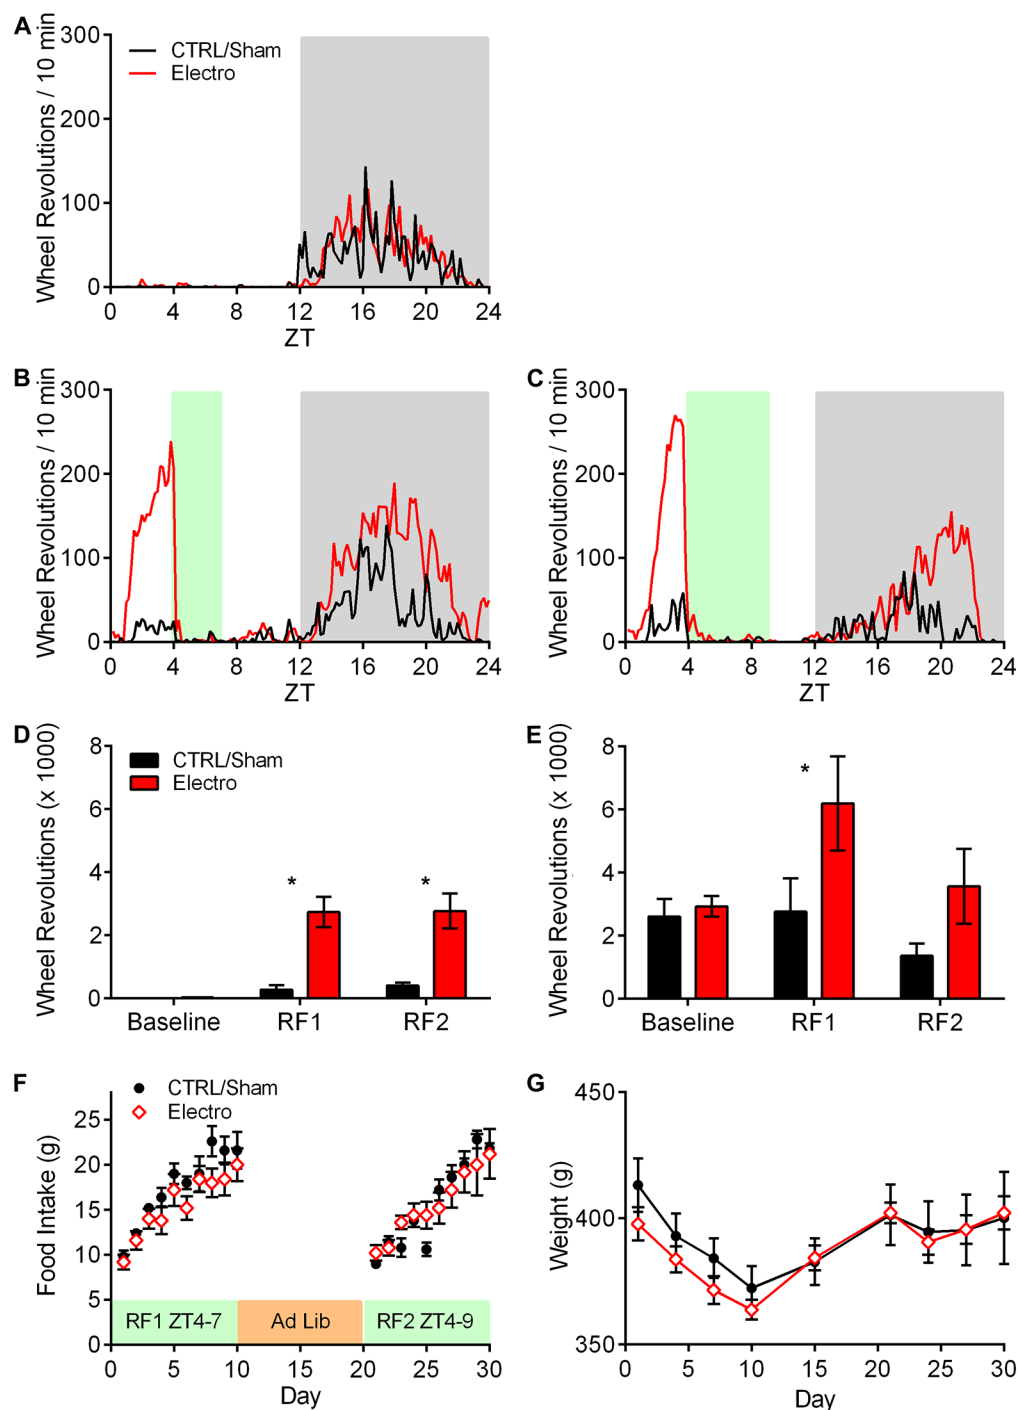 A
Wheel Revolutions / 10 min
300
200
100
0
CTRL/Sham
Electro
0 4 8 12 16 20 24
ZT
B
Wheel Revolutions / 10 min
300
200
100
0
0 4 8 12 16 20 24
ZT
C
Wheel Revolutions / 10 min
300
200
100
0
0 4 8 12 16 20 24
ZT
D
Wheel Revolutions (x 1000)
8
6
4
2
0
CTRL/Sham
Electro
* *
Baseline RF1 RF2
E
Wheel Revolutions (x 1000)
8
6
4
2
0
*
Baseline RF1 RF2
F
Food Intake (g)
25
20
15
10
5
0
CTRL/Sham
Electro
RF1 ZT4-7 Ad Lib RF2 ZT4-9
0 5 10 15 20 25 30
Day
G
Weight (g)
450
400
350
0 5 10 15 20 25 30
Day